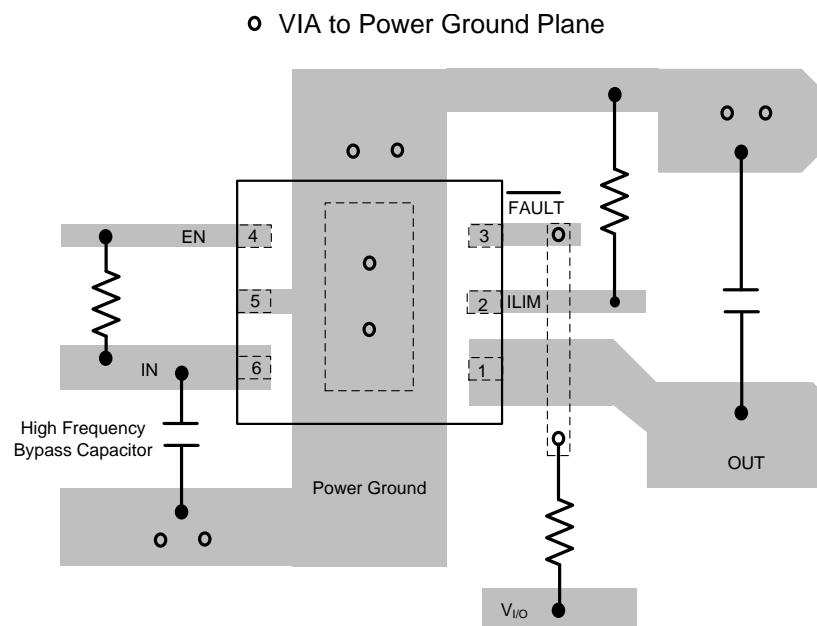 VIA to Power Ground Plane
FAULT
EN
4
3
5
2
ILIM
IN
6
1
High Frequency
Bypass Capacitor
OUT
Power Ground
VI/O